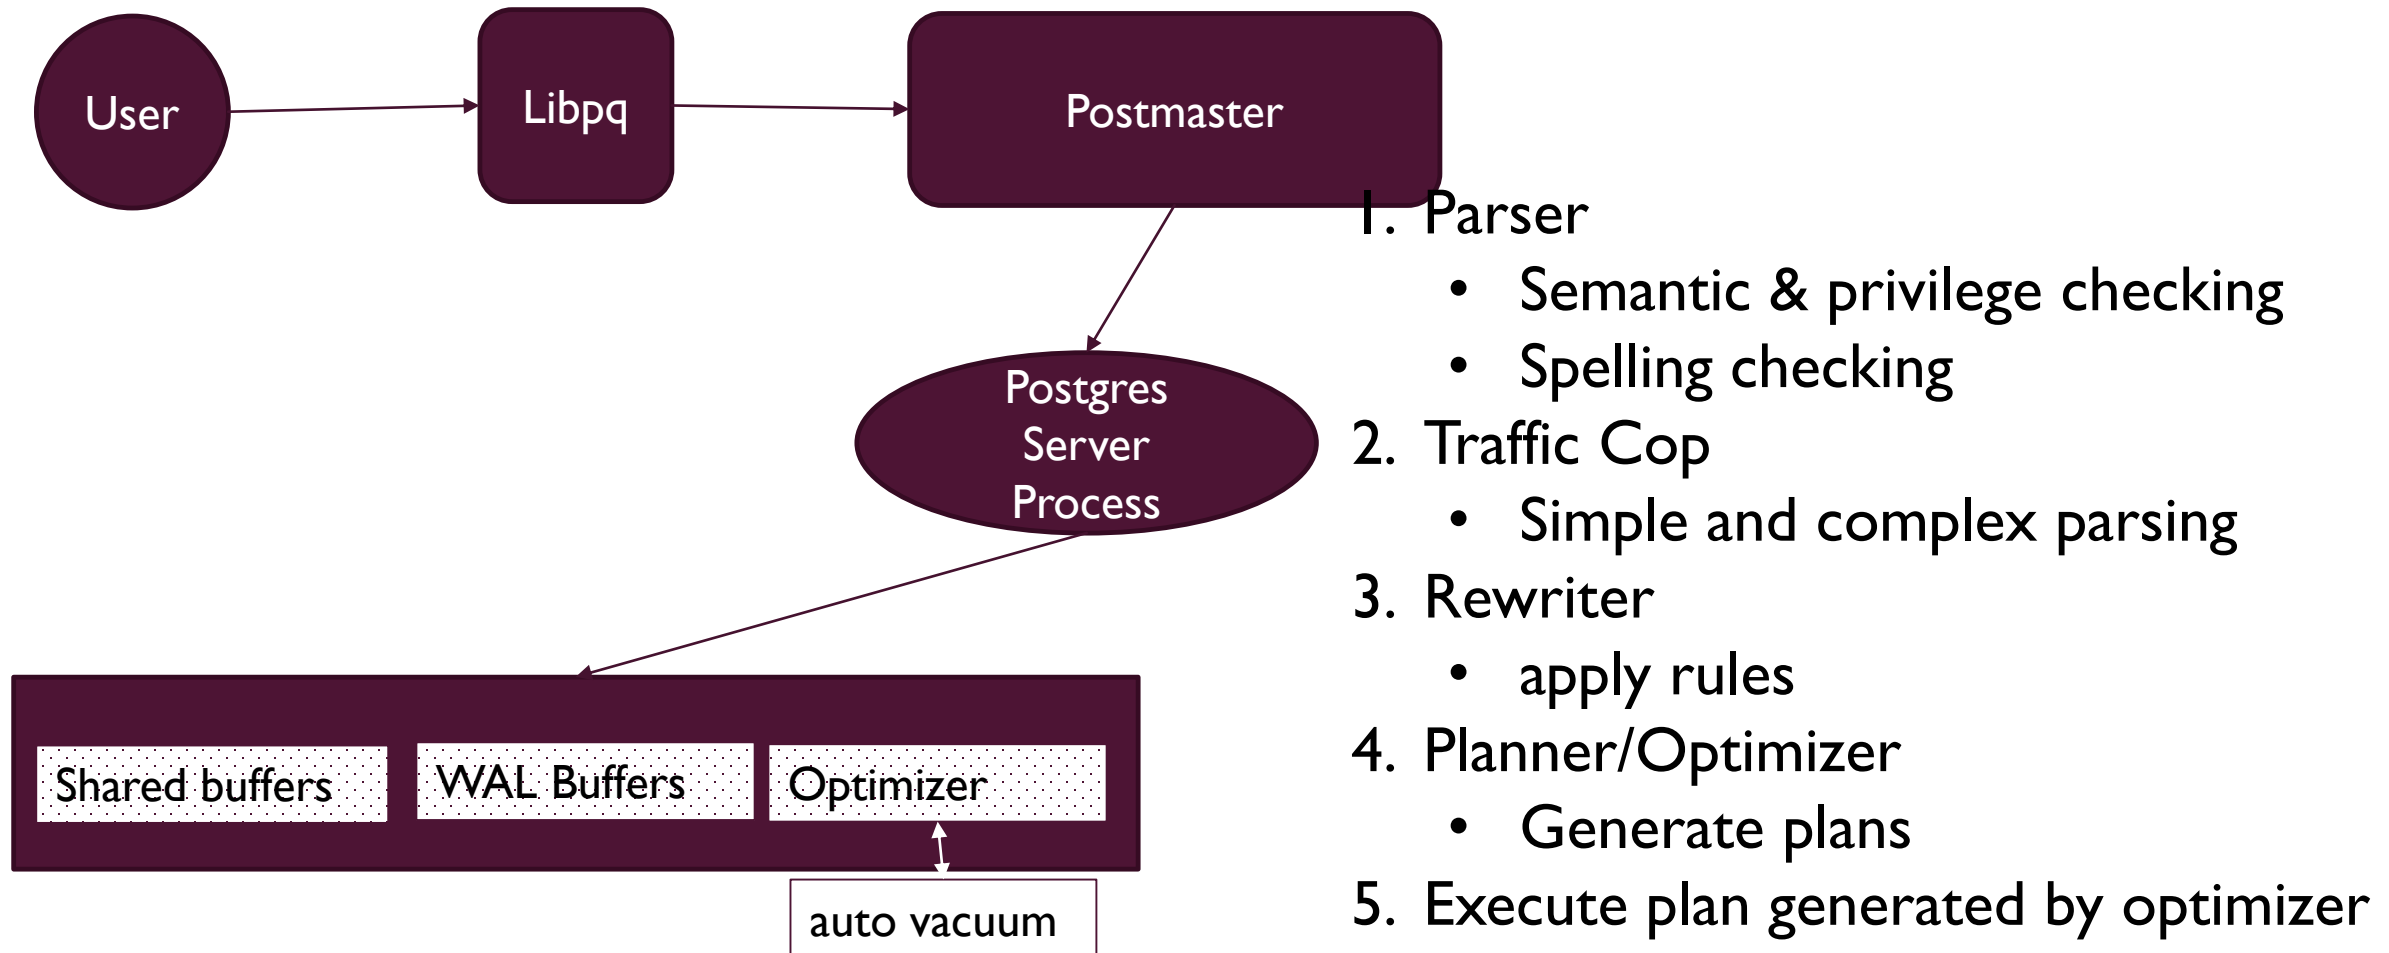 User
Libpq
Postmaster
Postgres
Server
Process
Shared buffers
WAL Buffers
Optimizer
auto vacuum
1. Parser
• Semantic & privilege checking
• Spelling checking
2. Traffic Cop
• Simple and complex parsing
3. Rewriter
• apply rules
4. Planner/Optimizer
• Generate plans
5. Execute plan generated by optimizer